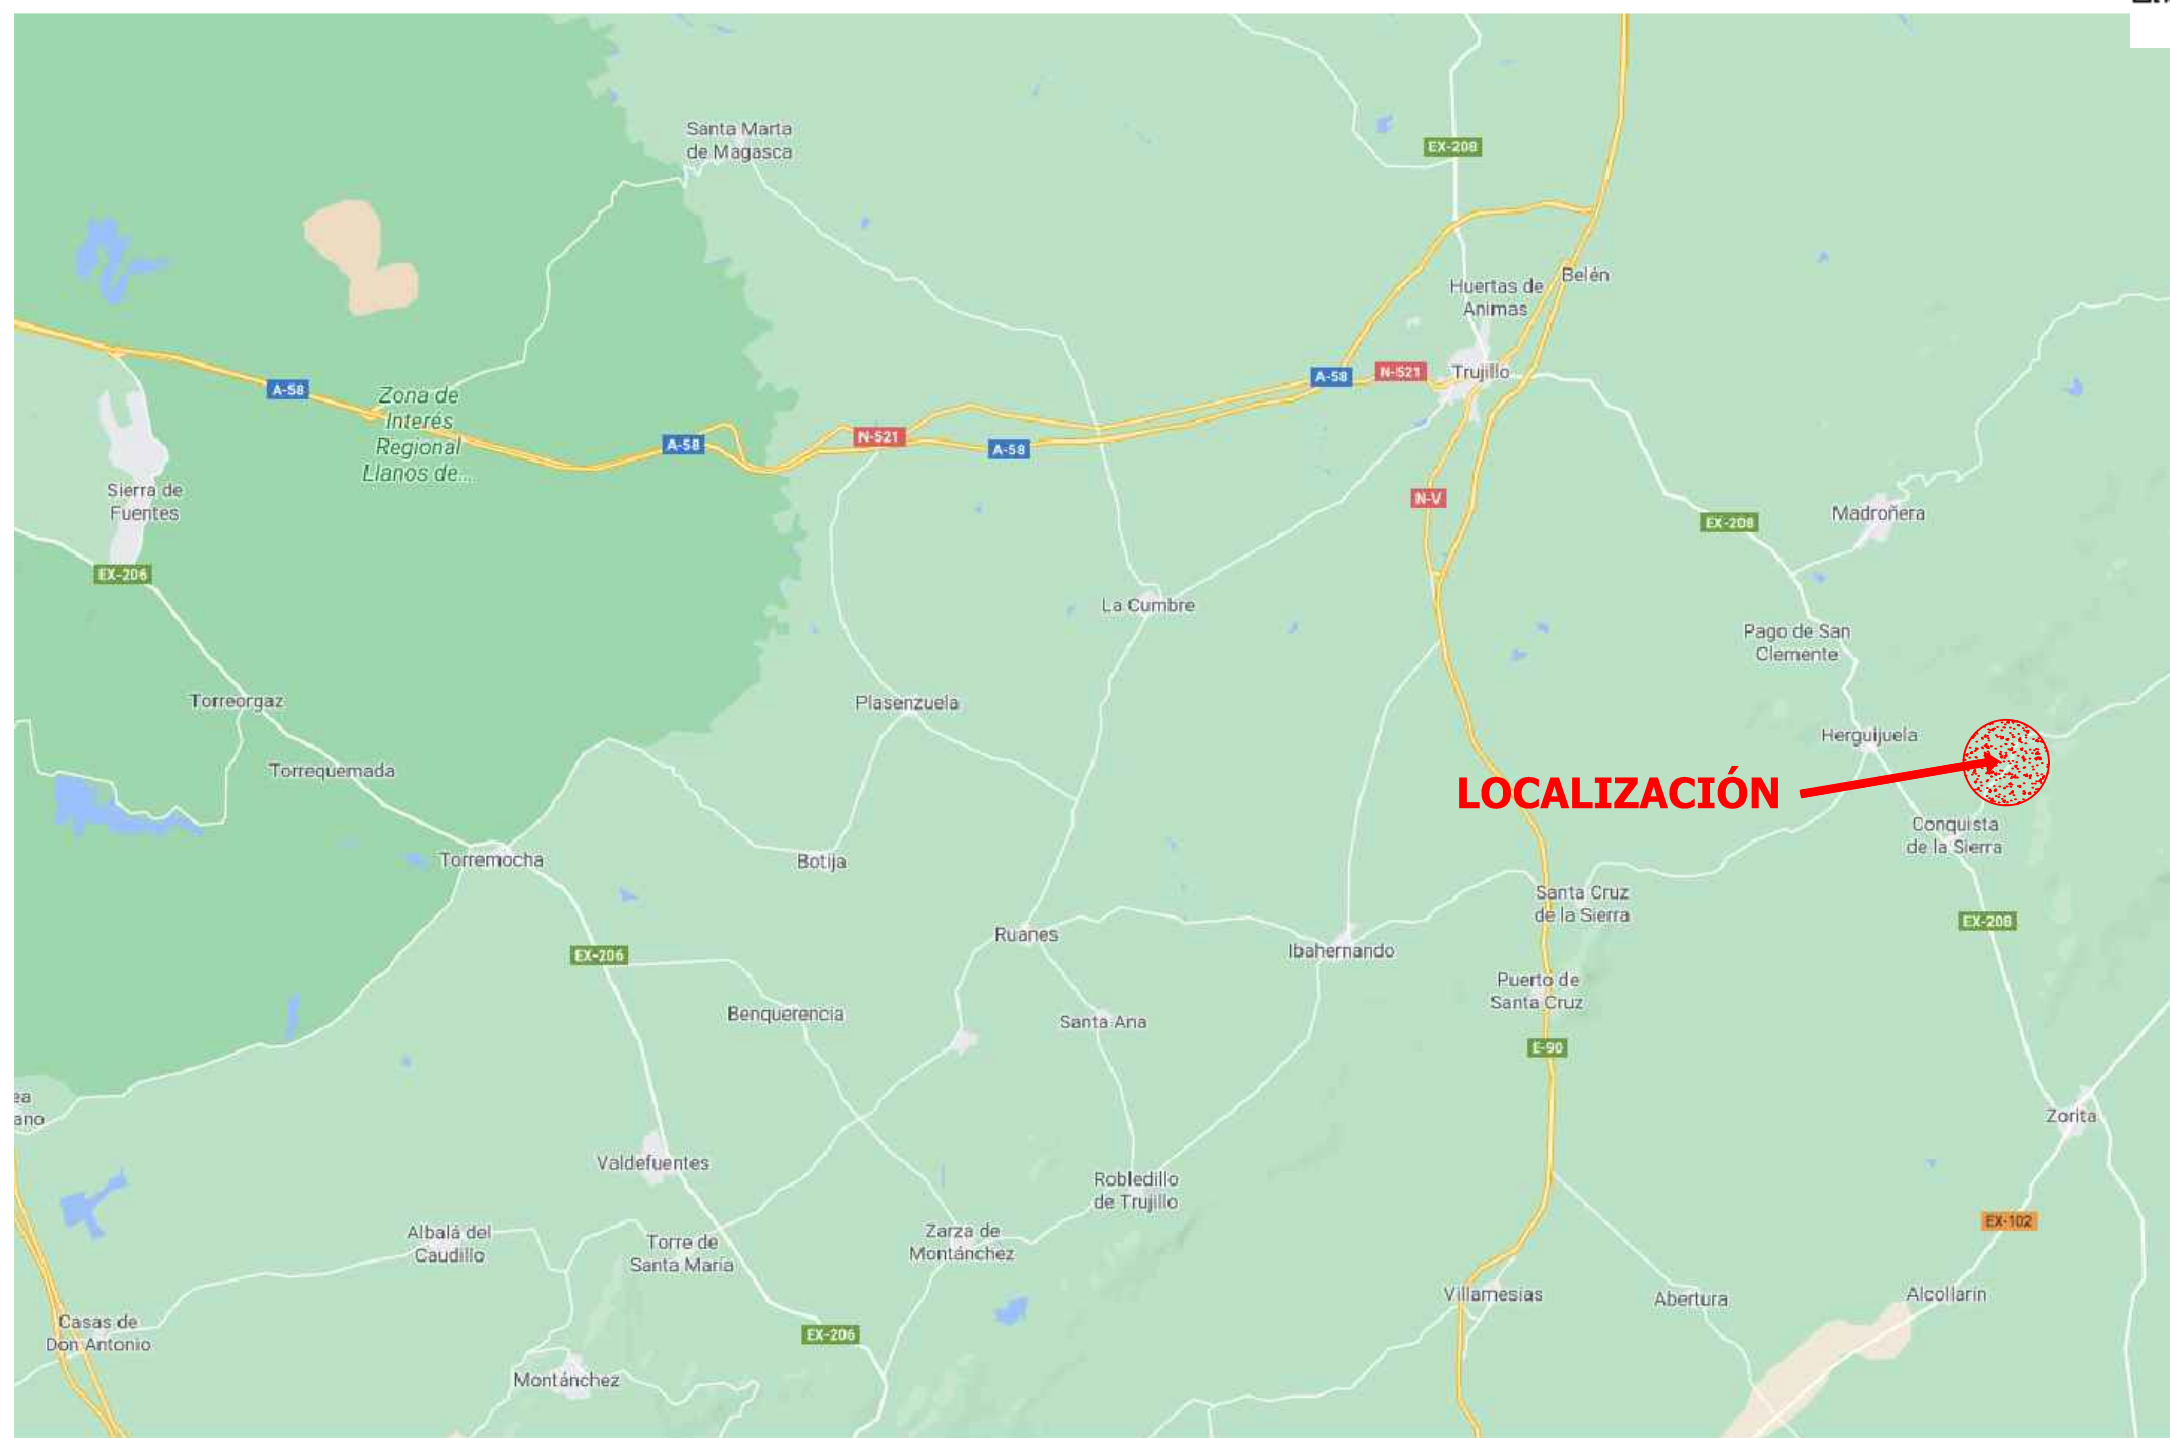 Santa Marta
de Magasca
EX-208
Belén
Huertas de
Animas
A-58
N-521
Trujillo
A-58
Zona de
Interés
Regional
Llanos de...
A-58
N-521
A-58
Sierra de
Fuentes
N-V
EX-208
Madroñera
EX-206
La Cumbre
Pago de San
Clemente
Torreorgaz
Plasenzuela
Herguijuela
Torrequemada
LOCALIZACIÓN
Conquista
de la Sierra
Torremocha
Botija
Santa Cruz
de la Sierra
EX-208
Ruanes
Ibahernando
EX-206
Puerto de
Santa Cruz
Benquerencia
Santa Ana
E-90
ea
ano
Zorita
Valdefuentes
Robledillo
de Trujillo
EX-102
Albalá del
Caudillo
Torre de
Santa María
Zarza de
Montánchez
Villamesías
Abertura
Alcollarín
Casas de
Don Antonio
EX-206
Montánchez